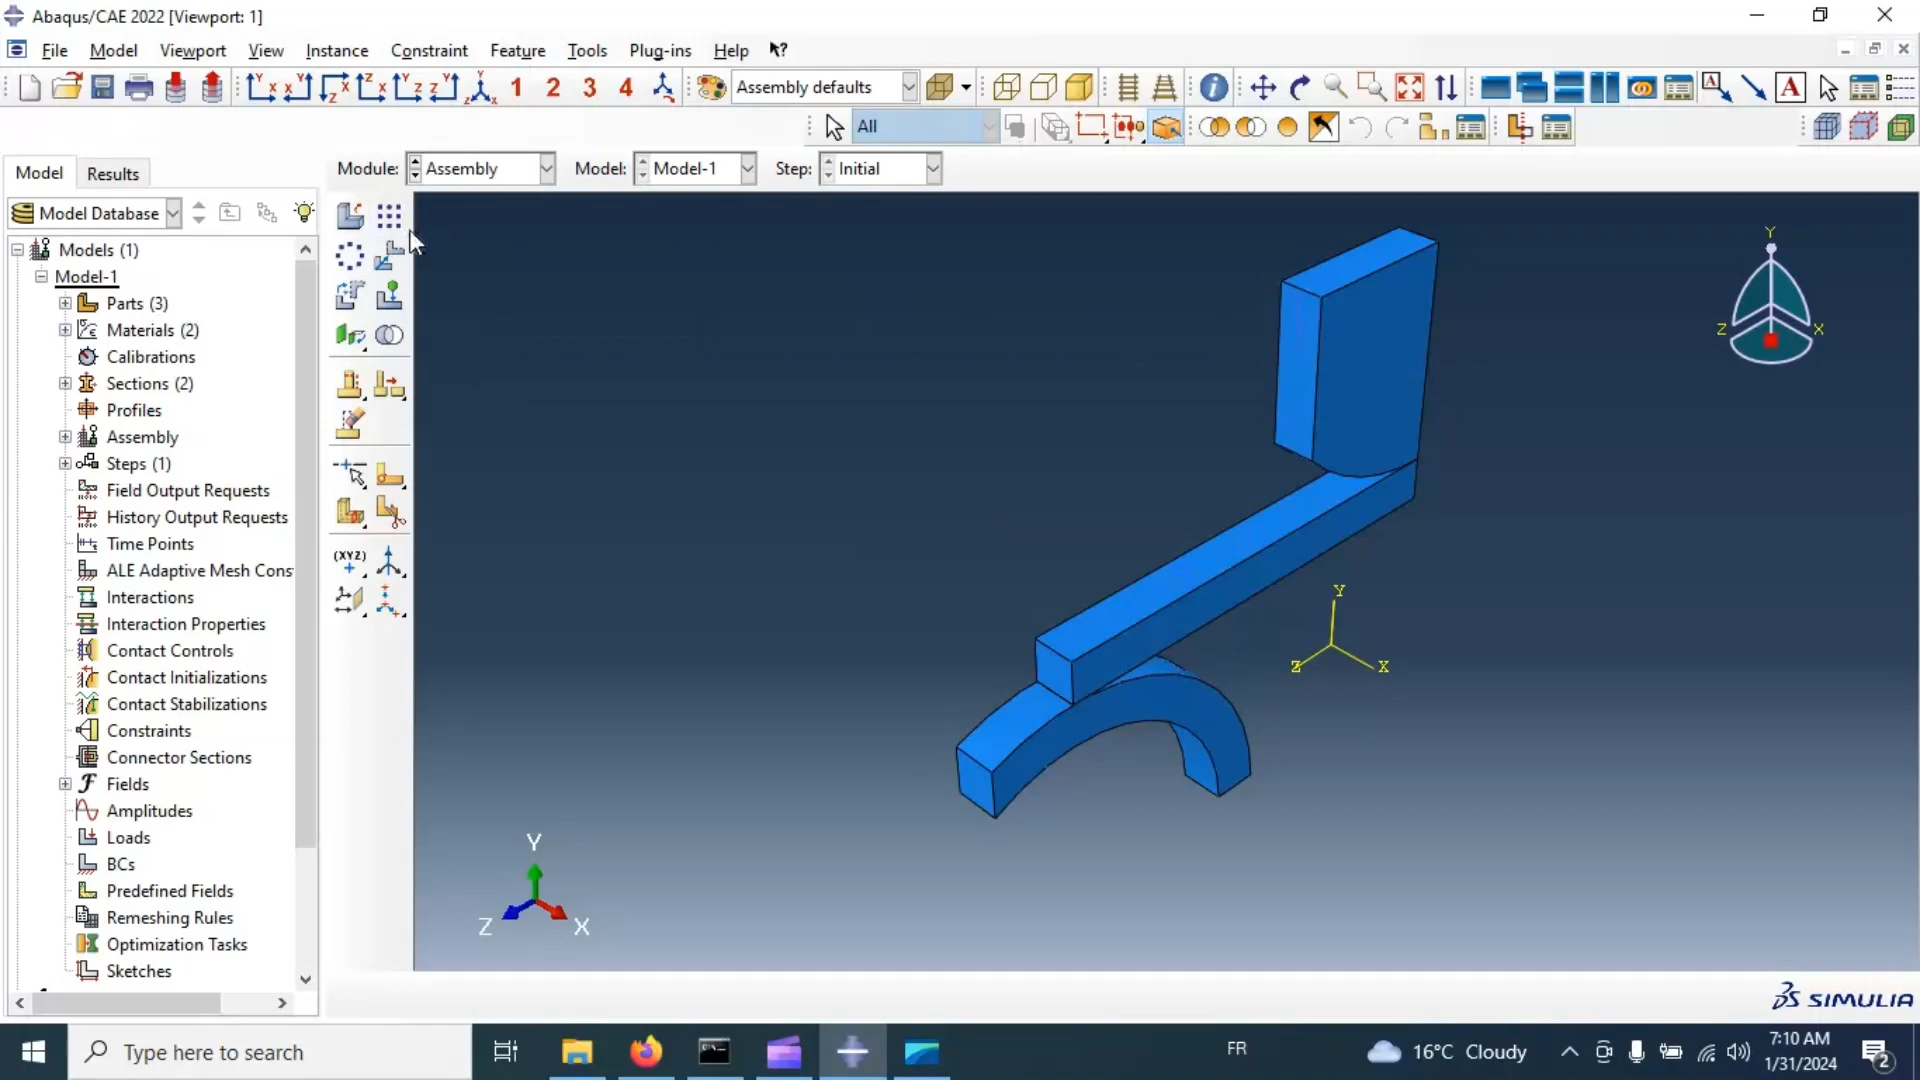 Abaqus/CAE 2022 [Viewport: 1]
File Model Viewport View Instance Constraint Feature Tools Plug-ins Help
1 2 3 4 Assembly defaults
All
Model Results
Module: Assembly Model: Model-1 Step: Initial
Model Database
Models (1)
Model-1
Parts (3)
Materials (2)
Calibrations
Sections (2)
Profiles
Assembly
Steps (1)
Field Output Requests
History Output Requests
Time Points
ALE Adaptive Mesh Cons
Interactions
Interaction Properties
Contact Controls
Contact Initializations
Contact Stabilizations
Constraints
Connector Sections
Fields
Amplitudes
Loads
BCs
Predefined Fields
Remeshing Rules
Optimization Tasks
Sketches
(XYZ)
Y
Z X
Y
Z X
Y
Z X
SIMULIA
Type here to search
FR
16°C Cloudy
7:10 AM
1/31/2024
2